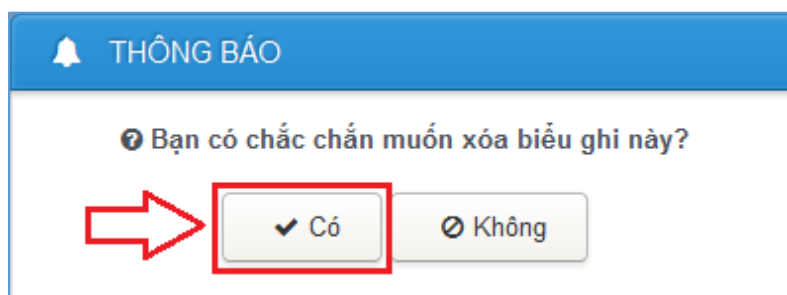 THÔNG BÁO
Bạn có chắc chắn muốn xóa biểu ghi này?
Có Không